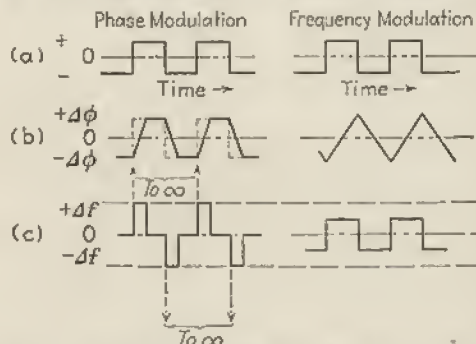 Phase Modulation Frequency Modulation
(a) + 0 -
Time → Time →
(b) +Δϕ 0 -Δϕ
To ∞
(c) +Δf 0 -Δf
To ∞